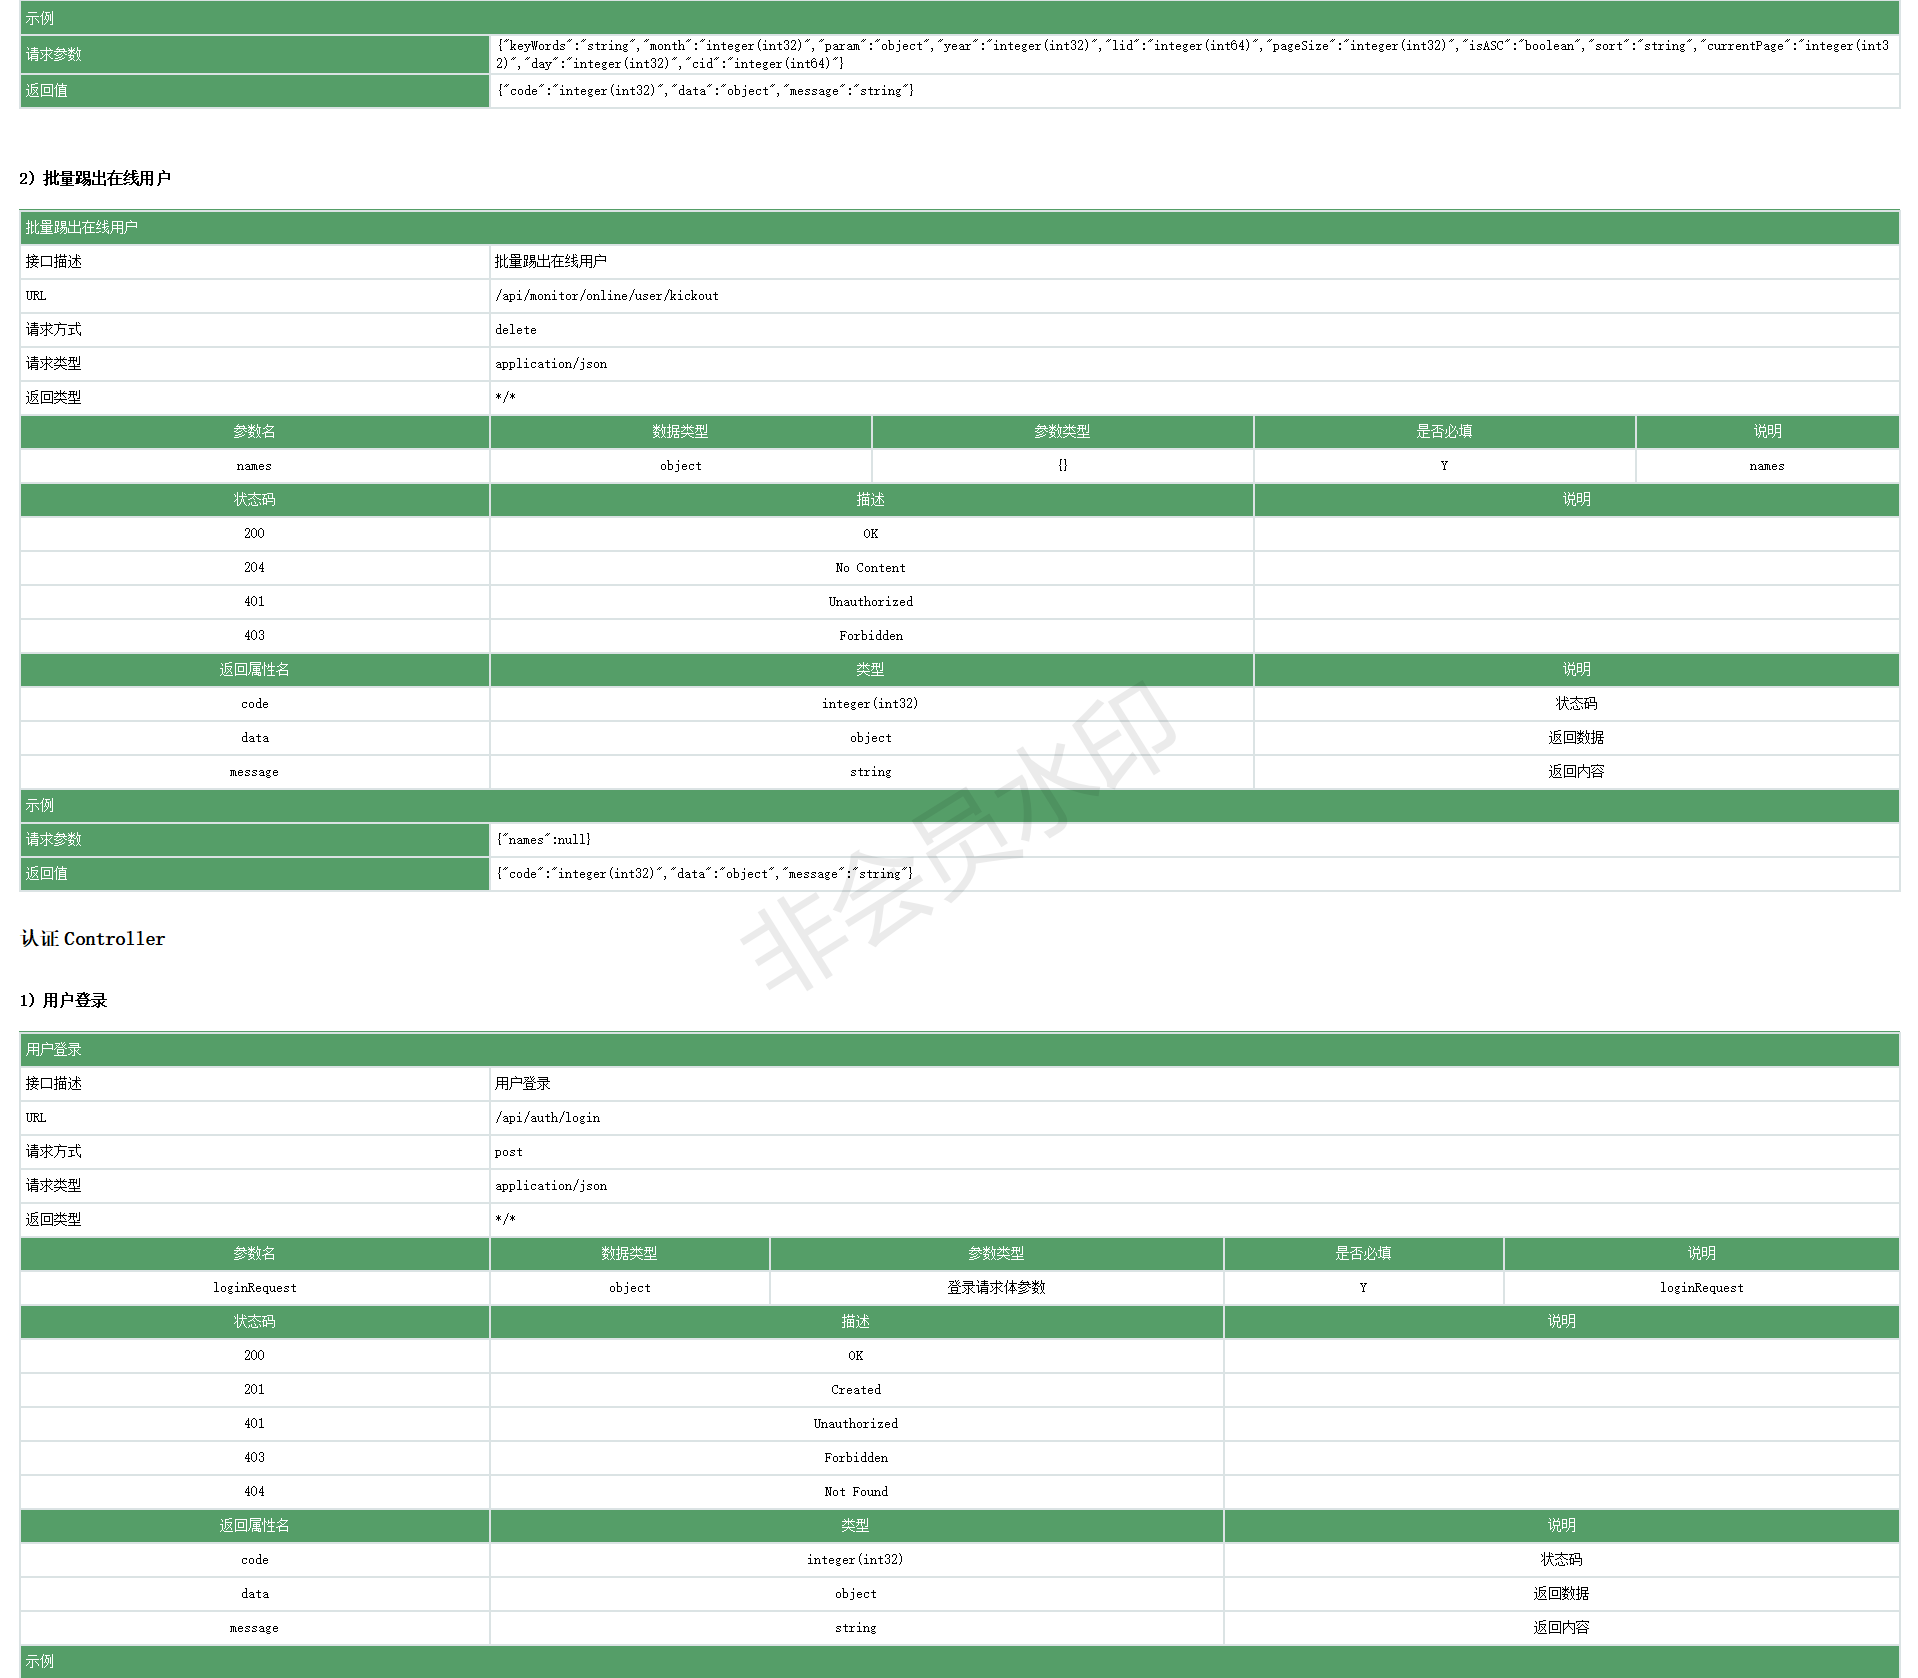 示例
请求参数 {"keyWords":"string","month":"integer(int32)","param":"object","year":"integer(int32)","lid":"integer(int64)","pageSize":"integer(int32)","isASC":"boolean","sort":"string","currentPage":"integer(int3
2)","day":"integer(int32)","cid":"integer(int64)"}
返回值 {"code":"integer(int32)","data":"object","message":"string"}
2）批量踢出在线用户
批量踢出在线用户
接口描述 批量踢出在线用户
URL /api/monitor/online/user/kickout
请求方式 delete
请求类型 application/json
返回类型 */*
参数名 数据类型 参数类型 是否必填 说明
names object {} Y names
状态码 描述 说明
200 OK
204 No Content
401 Unauthorized
403 Forbidden
返回属性名 类型 说明
code integer(int32) 状态码
data object 返回数据
message string 返回内容
示例
请求参数 {"names":null}
返回值 {"code":"integer(int32)","data":"object","message":"string"}
非会员水印
认证 Controller
1）用户登录
用户登录
接口描述 用户登录
URL /api/auth/login
请求方式 post
请求类型 application/json
返回类型 */*
参数名 数据类型 参数类型 是否必填 说明
loginRequest object 登录请求体参数 Y loginRequest
状态码 描述 说明
200 OK
201 Created
401 Unauthorized
403 Forbidden
404 Not Found
返回属性名 类型 说明
code integer(int32) 状态码
data object 返回数据
message string 返回内容
示例